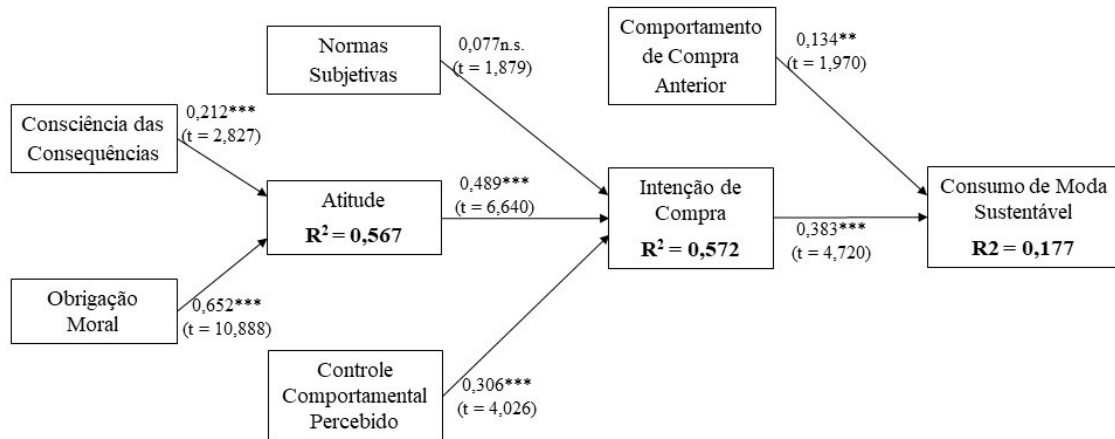 Normas
Subjetivas
0,077n.s.
(t = 1,879)
Comportamento
de Compra
Anterior
0,134**
(t = 1,970)
Consciência das
Consequências
0,212***
(t = 2,827)
Atitude
R² = 0,567
0,489***
(t = 6,640)
Intenção de
Compra
R² = 0,572
0,383***
(t = 4,720)
Consumo de Moda
Sustentável
R2 = 0,177
Obrigação
Moral
0,652***
(t = 10,888)
Controle
Comportamental
Percebido
0,306***
(t = 4,026)